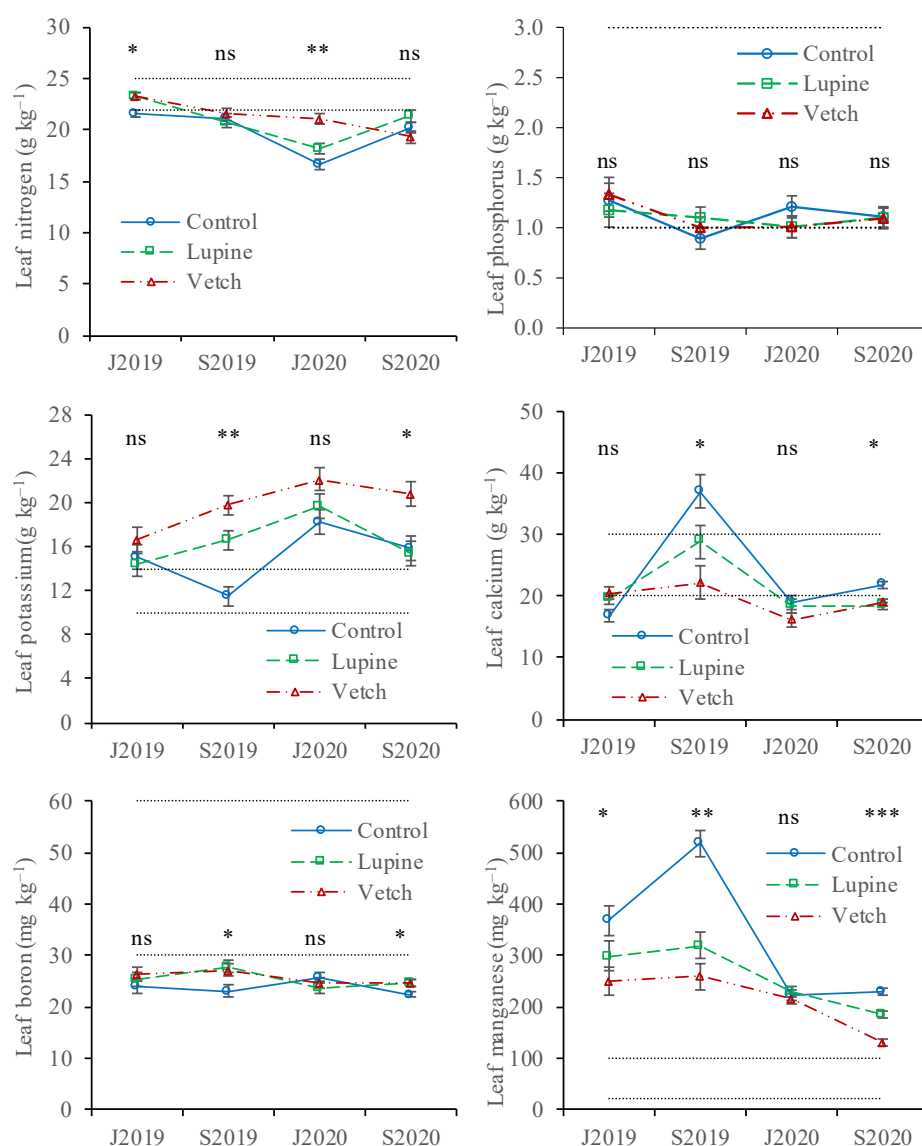 Leaf nitrogen (g kg⁻¹)
30
25
20
15
10
5
0
* ns ** ns
Control
Lupine
Vetch
J2019 S2019 J2020 S2020
Leaf phosphorus (g kg⁻¹)
3.0
2.5
2.0
1.5
1.0
0.5
0.0
Control
Lupine
Vetch
ns ns ns ns
J2019 S2019 J2020 S2020
Leaf potassium(g kg⁻¹)
28
24
20
16
12
8
4
0
ns ** ns *
Control
Lupine
Vetch
J2019 S2019 J2020 S2020
Leaf calcium (g kg⁻¹)
50
40
30
20
10
0
ns * ns *
Control
Lupine
Vetch
J2019 S2019 J2020 S2020
Leaf boron (mg kg⁻¹)
60
50
40
30
20
10
0
Control
Lupine
Vetch
ns * ns *
J2019 S2019 J2020 S2020
Leaf manganese (mg kg⁻¹)
600
500
400
300
200
100
0
* ** ns ***
Control
Lupine
Vetch
J2019 S2019 J2020 S2020